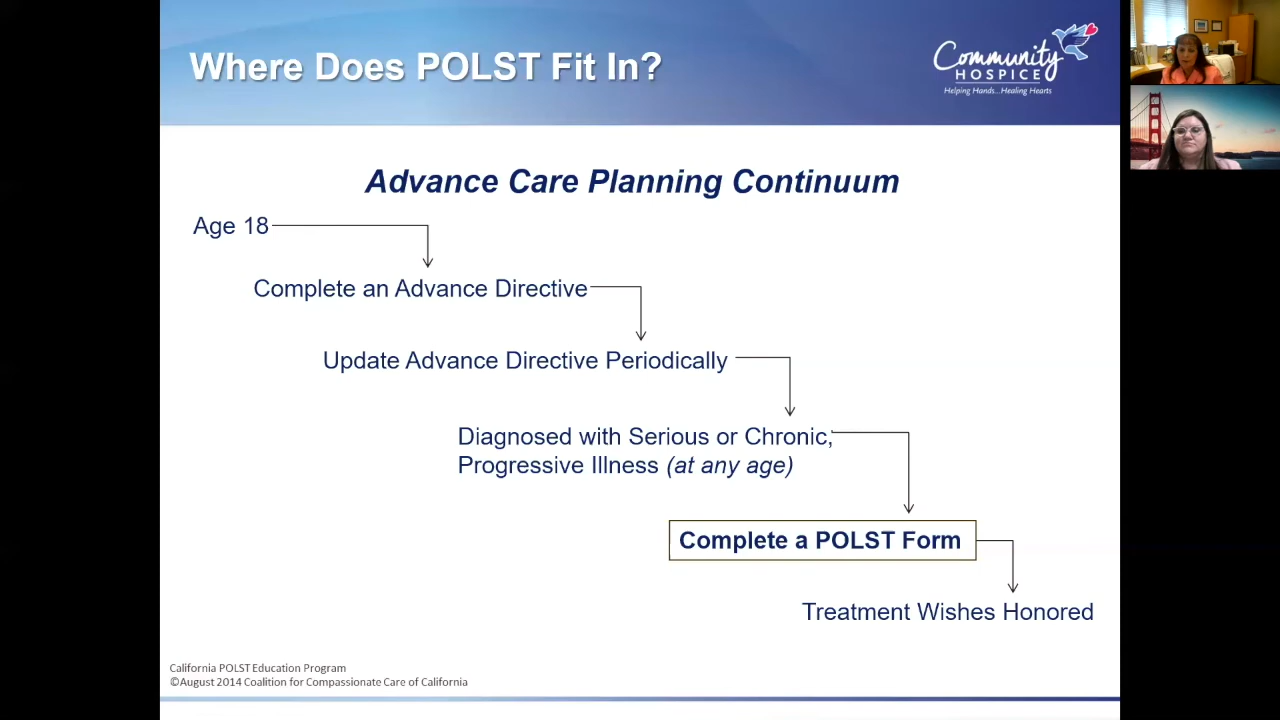 Where Does POLST Fit In?
Community
HOSPICE
Helping Hands...Healing Hearts
Advance Care Planning Continuum
Age 18
Complete an Advance Directive
Update Advance Directive Periodically
Diagnosed with Serious or Chronic,
Progressive Illness (at any age)
Complete a POLST Form
Treatment Wishes Honored
California POLST Education Program
©August 2014 Coalition for Compassionate Care of California